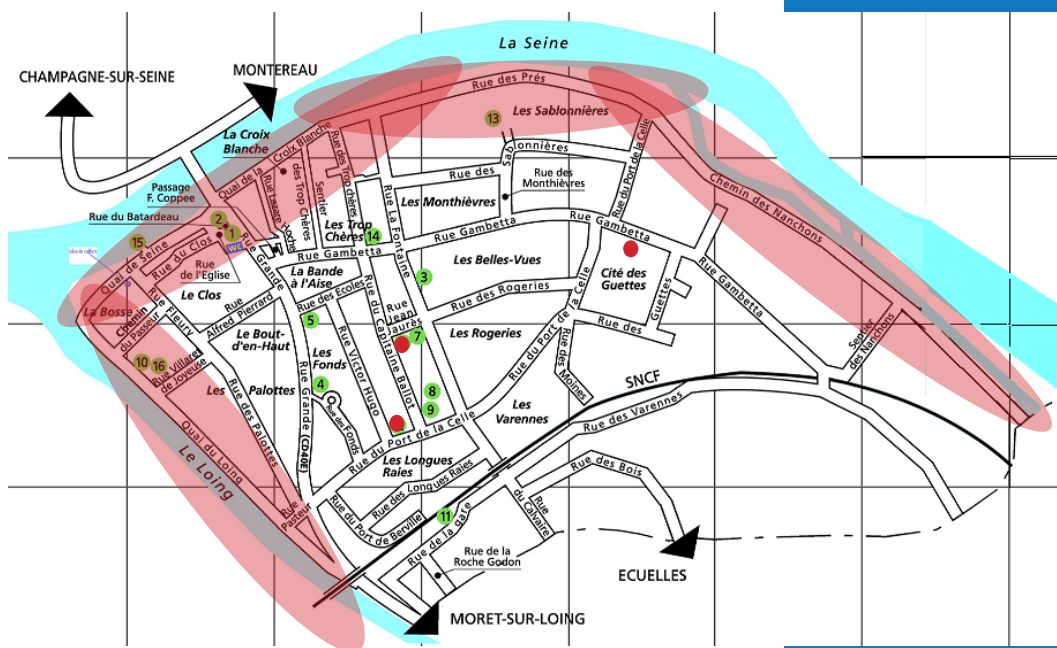 La Seine
CHAMPAGNE-SUR-SEINE
MONTEREAU
Rue des Prés
Les Sablonnières
13
La Croix
Blanche
Quai de la Croix Blanche
Rue des Trop chères
Sentier
des Trop Chères
Rue Lazare Hoche
Passage
F. Coppee
Rue du Batardeau
2
1
WC
15
Quai de Seine
Rue du Clos
Rue
de l'Eglise
Rue Grande
Les Trop
Chères
14
Rue La Fontaine
Rue des Sablonnières
Rue des
Monthièvres
Les Monthièvres
Rue du Port de la Celle
Chemin des Nanchons
Rue Gambetta
Rue Gambetta
Rue Gambetta
Rue Gambetta
La Bande
à l'Aise
Les Belles-Vues
3
Cité des
Guettes
Rue des Guettes
Le Clos
Rue
Alfred Pierrard
Rue des Ecoles
5
Rue du Capitaine Ballot
Rue
Jean
Jaurès
7
Rue des Rogeries
Les Rogeries
Rue du Port de la Celle
Rue des Molines
Septier
des Nanchons
La Bosse
Chemin
du Passeur
Rue Fleury
Le Bout-
d'en-Haut
Les
Fonds
4
Rue Victor Hugo
10
16
Rue Villaret
de Joyeuse
Les Palottes
Rue des Palottes
Rue Grande (CD40E)
Rue des Fonds
8
9
SNCF
Les
Varennes
Rue des Varennes
Rue du Port de la Celle
Les Longues
Raies
Rue des Longues Raies
Quai du Loing
Le Loing
Rue
Pasteur
Rue du Port de Berville
11
Rue de la gare
Rue des Bois
Rue
du Calvaire
Rue de la
Roche Godon
ECUELLES
MORET-SUR-LOING